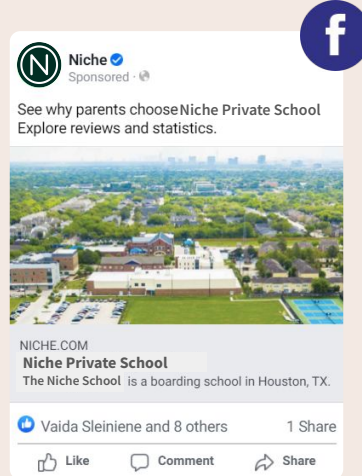 f
N
Niche
Sponsored ·
See why parents choose Niche Private School
Explore reviews and statistics.
NICHE.COM
Niche Private School
The Niche School is a boarding school in Houston, TX.
Vaida Sleiniene and 8 others 1 Share
Like Comment Share